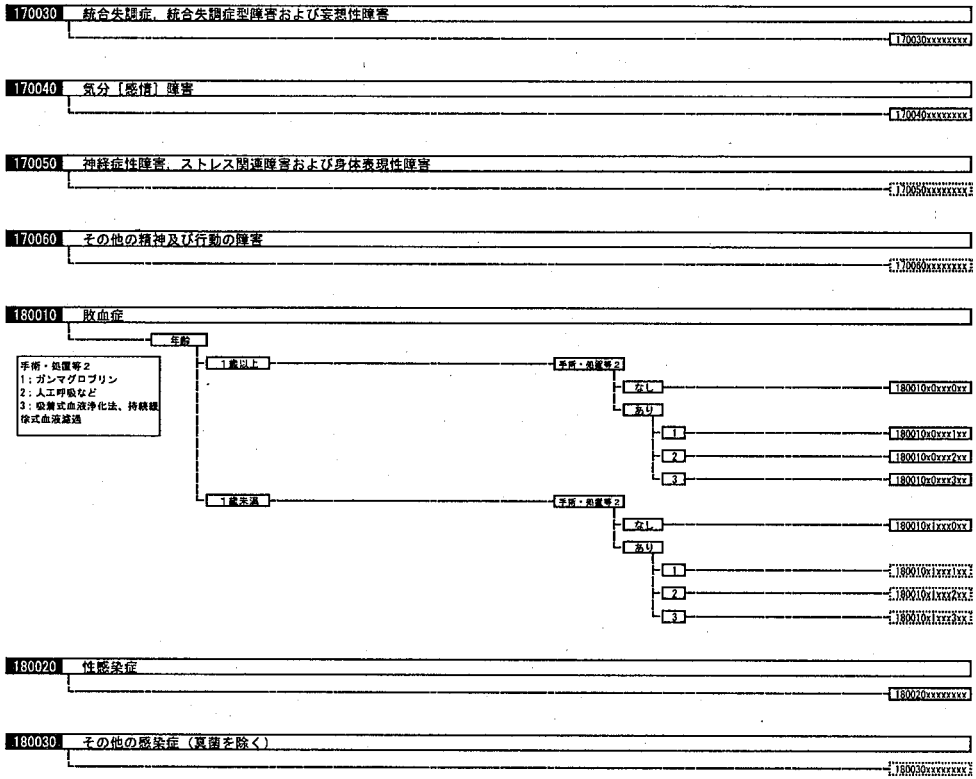 170030 統合失調症，統合失調症型障害および妄想性障害
170030xxxxxxxx
170040 気分［感情］障害
170040xxxxxxxx
170050 神経症性障害，ストレス関連障害および身体表現性障害
170050xxxxxxxx
170060 その他の精神及び行動の障害
170060xxxxxxxx
180010 敗血症
年齢
手術・処置等２
1；ガンマグロブリン
2；人工呼吸など
3；吸着式血液浄化法、持続緩
徐式血液濾過
1歳以上 手術・処置等２
なし 180010x0xxx0xx
あり
1 180010x0xxx1xx
2 180010x0xxx2xx
3 180010x0xxx3xx
1歳未満 手術・処置等２
なし 180010x1xxx0xx
あり
1 180010x1xxx1xx
2 180010x1xxx2xx
3 180010x1xxx3xx
180020 性感染症
180020xxxxxxxx
180030 その他の感染症（真菌を除く）
180030xxxxxxxx